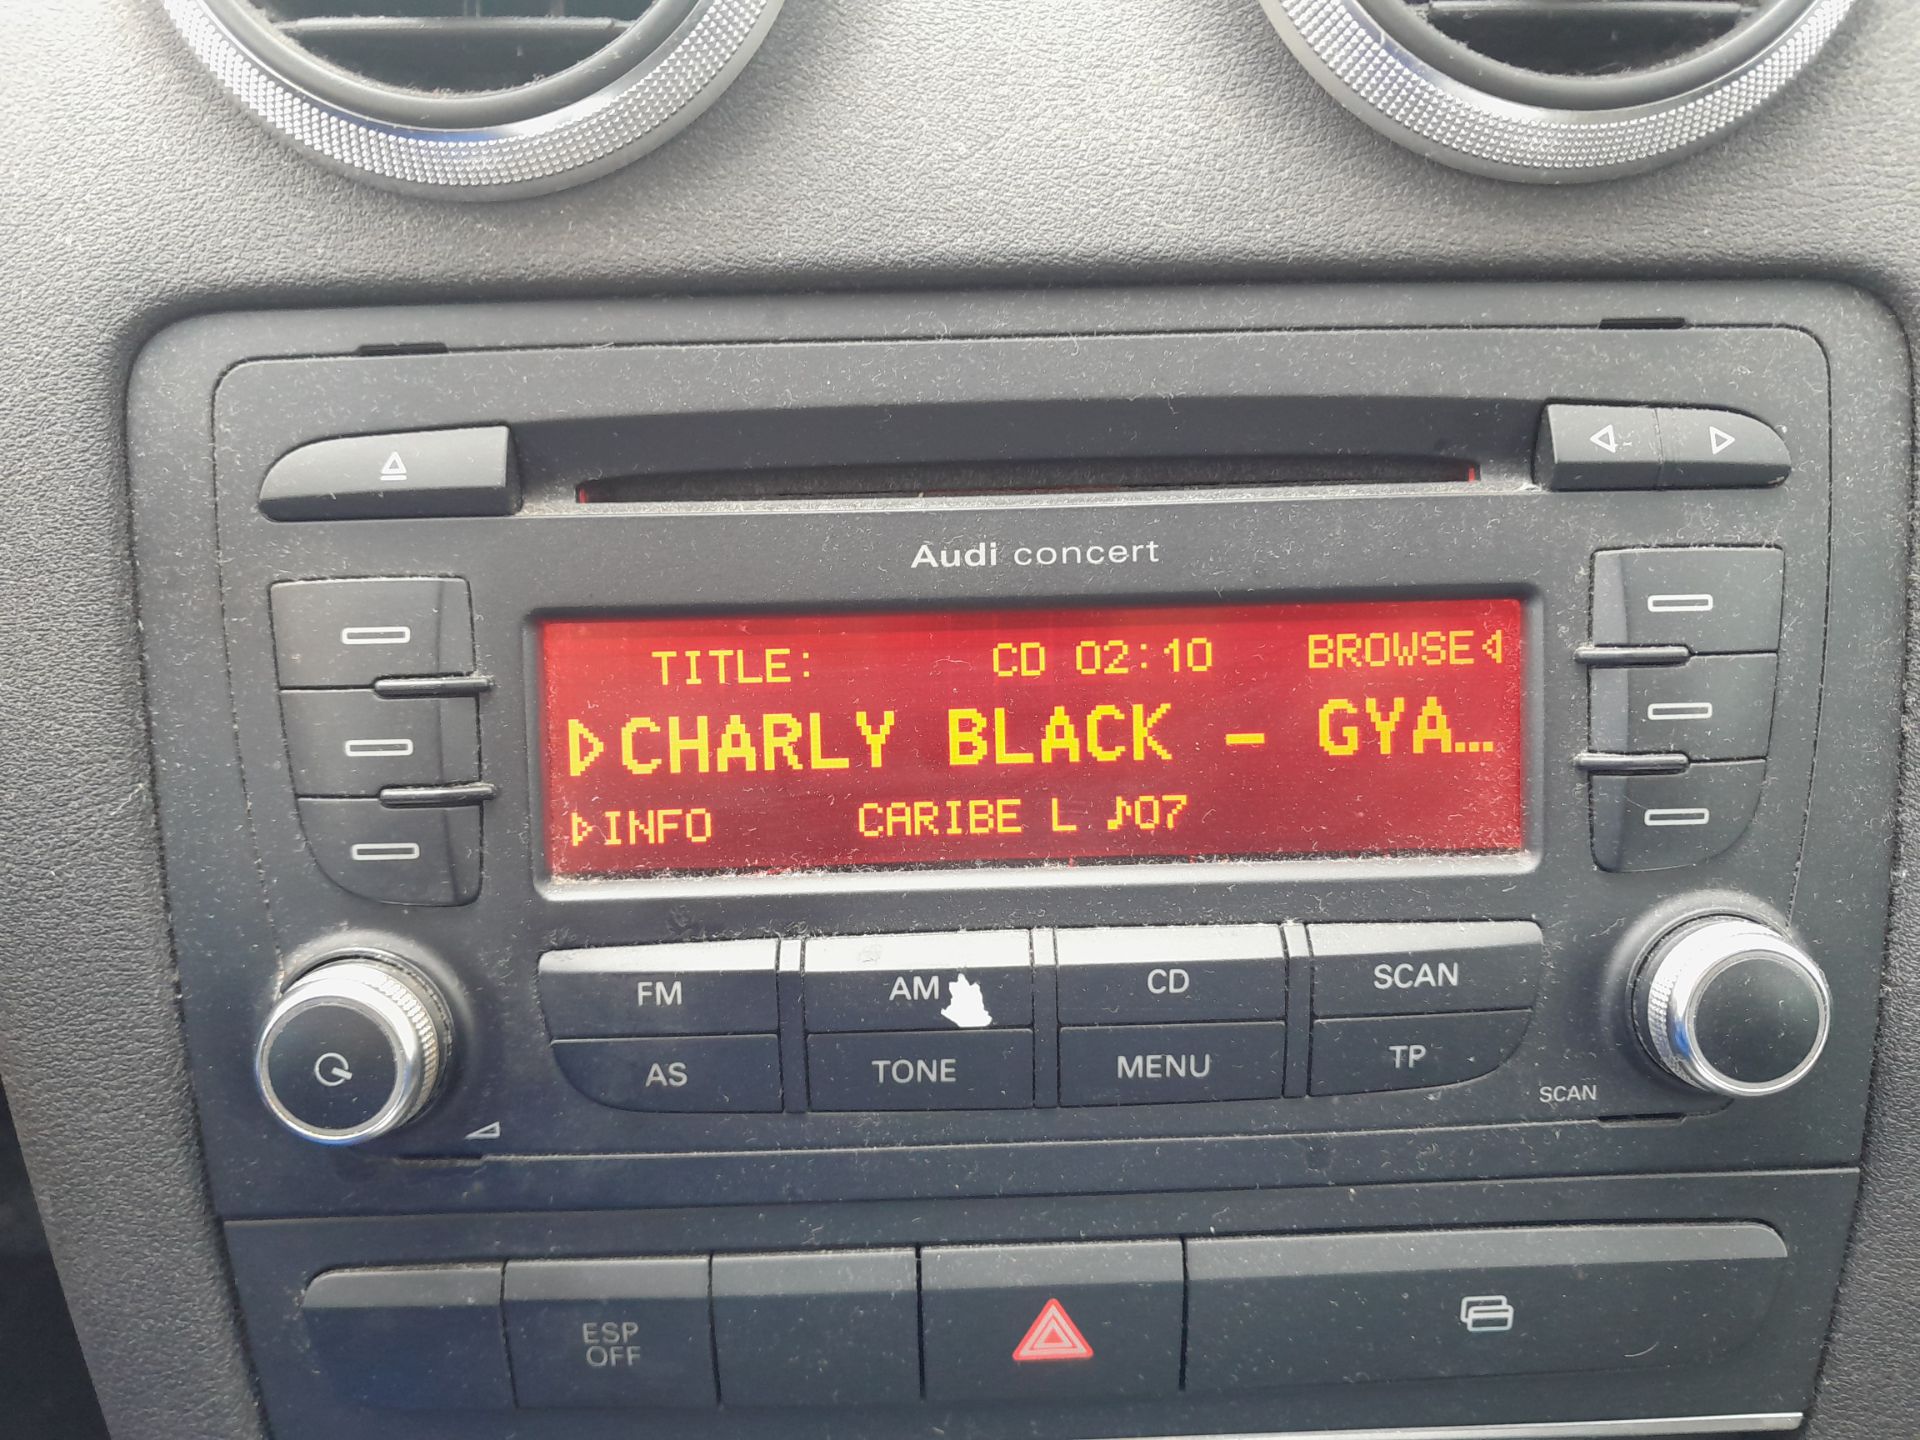 Audi concert
TITLE: CD 02:10 BROWSE
CHARLY BLACK - GYA...
INFO CARIBE L ♪07
FM AM CD SCAN
AS TONE MENU TP
SCAN
ESP
OFF